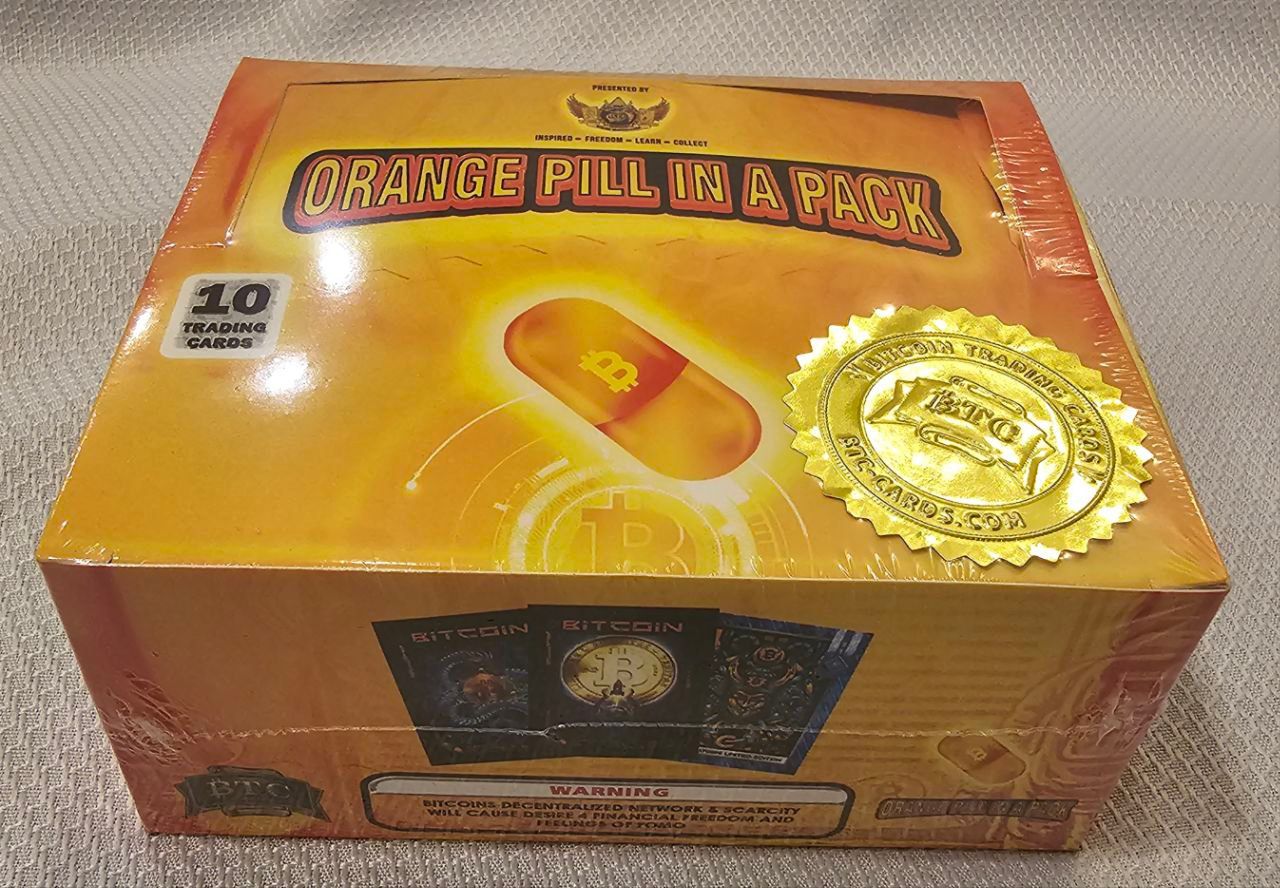 PRESENTED BY
INSPIRED - FREEDOM - LEARN - COLLECT
ORANGE PILL IN A PACK
10
TRADING
CARDS
BITCOIN TRADING CARDS
BTC
BTC-CARDS.COM
BITCOIN
BITCOIN
LIMITED EDITION
BTC
WARNING
BITCOINS DECENTRALIZED NETWORK & SCARCITY
WILL CAUSE DESIRE 4 FINANCIAL FREEDOM AND
FEELINGS OF FOMO
ORANGE PILL IN A PACK